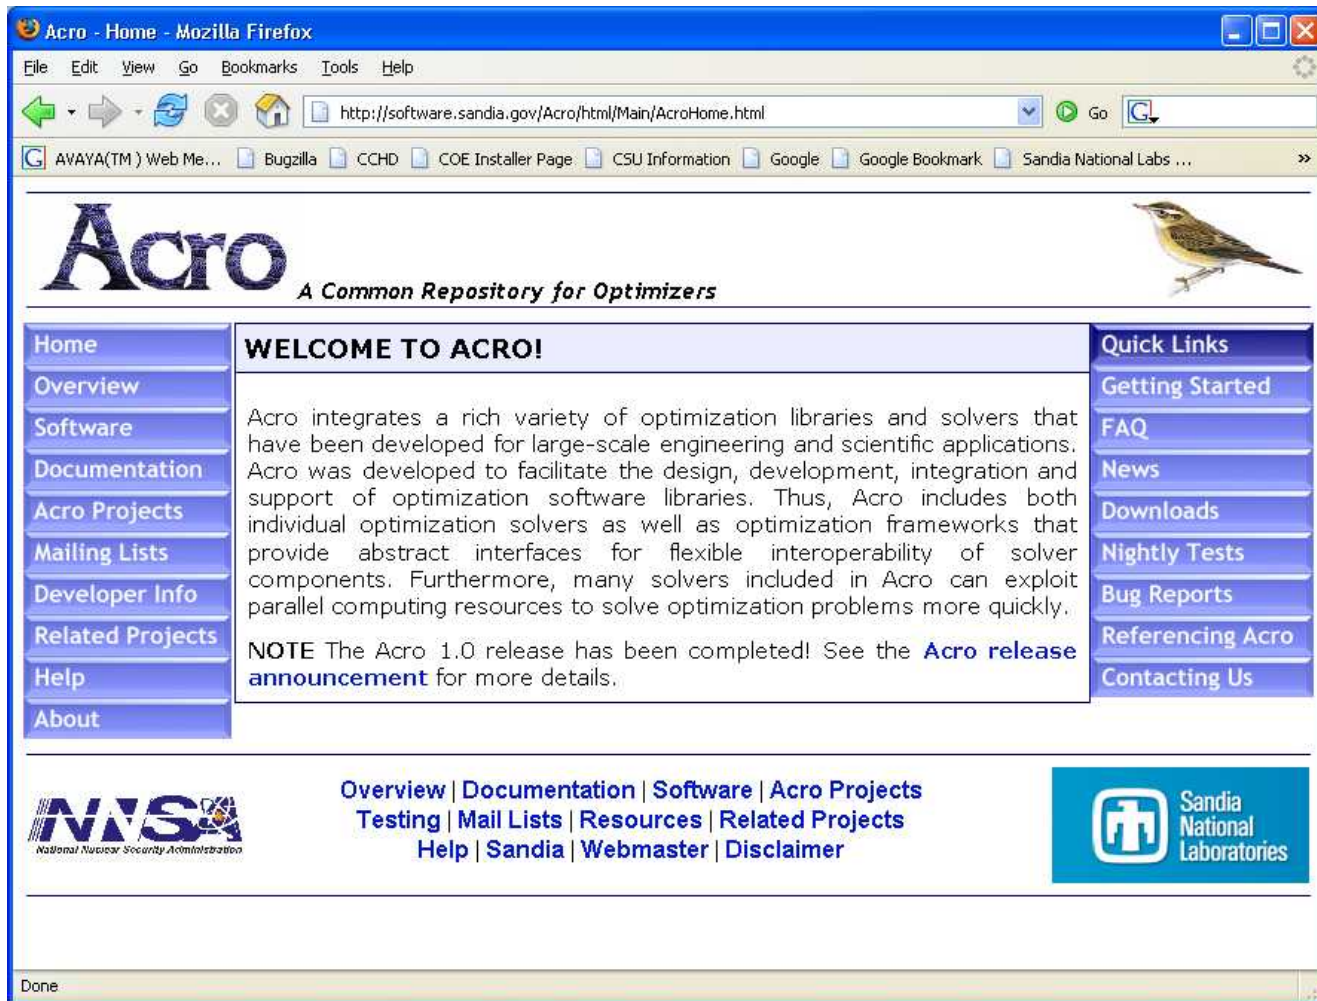 Acro - Home - Mozilla Firefox
File Edit View Go Bookmarks Tools Help
http://software.sandia.gov/Acro/html/Main/AcroHome.html Go G
G AVAYA(TM ) Web Me... Bugzilla CCHD COE Installer Page CSU Information Google Google Bookmark Sandia National Labs ... »
Acro
A Common Repository for Optimizers
Home
Overview
Software
Documentation
Acro Projects
Mailing Lists
Developer Info
Related Projects
Help
About
WELCOME TO ACRO!
Acro integrates a rich variety of optimization libraries and solvers that
have been developed for large-scale engineering and scientific applications.
Acro was developed to facilitate the design, development, integration and
support of optimization software libraries. Thus, Acro includes both
individual optimization solvers as well as optimization frameworks that
provide abstract interfaces for flexible interoperability of solver
components. Furthermore, many solvers included in Acro can exploit
parallel computing resources to solve optimization problems more quickly.
NOTE The Acro 1.0 release has been completed! See the Acro release
announcement for more details.
Quick Links
Getting Started
FAQ
News
Downloads
Nightly Tests
Bug Reports
Referencing Acro
Contacting Us
NNSA
National Nuclear Security Administration
Overview | Documentation | Software | Acro Projects
Testing | Mail Lists | Resources | Related Projects
Help | Sandia | Webmaster | Disclaimer
Sandia
National
Laboratories
Done